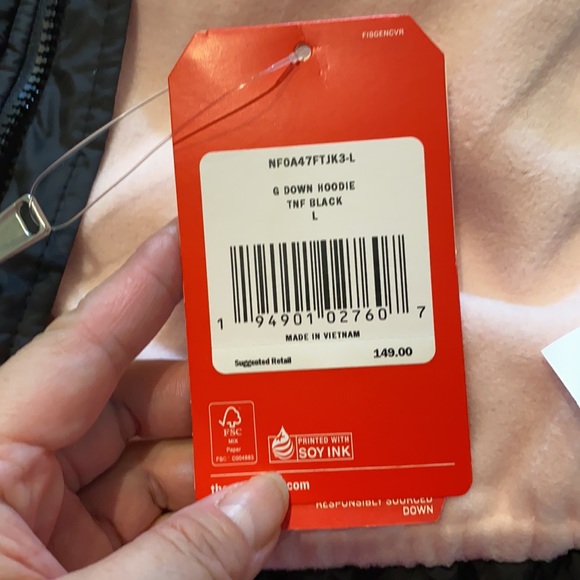 FISGENCVR
NF0A47FTJK3-L
G DOWN HOODIE
TNF BLACK
L
1 94901 02760 7
MADE IN VIETNAM
Suggested Retail 149.00
FSC
MIX
Paper
PRINTED WITH
SOY INK
com
RESPONSIBLY SOURCED
DOWN